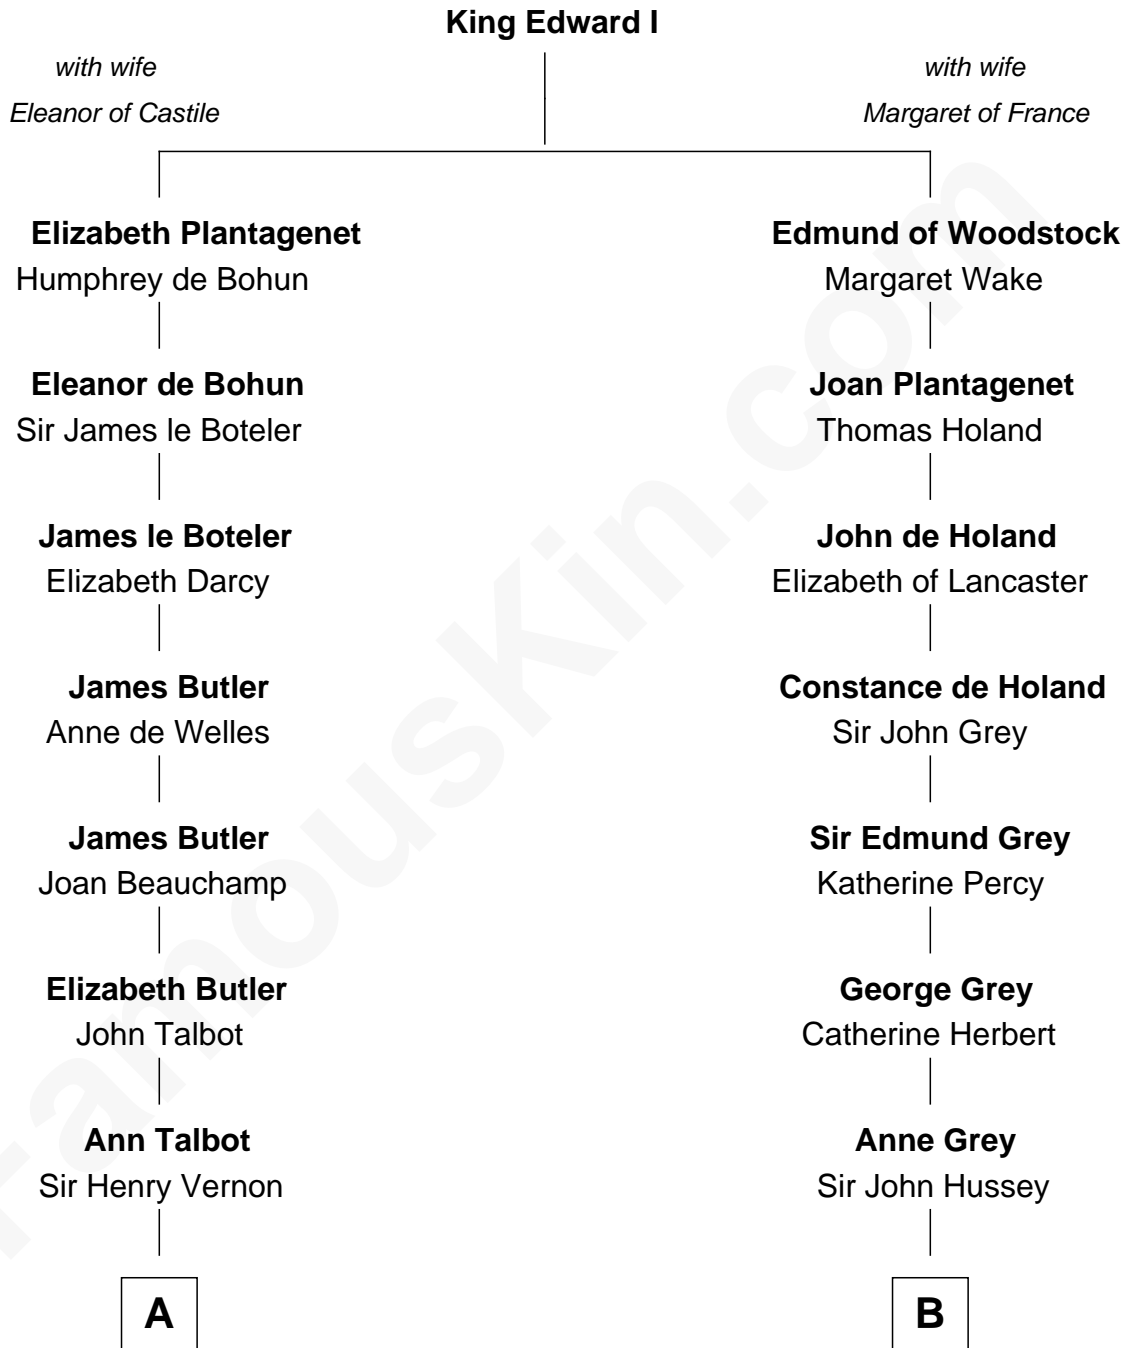 King Edward I
with wife
Eleanor of Castile
with wife
Margaret of France
Elizabeth Plantagenet
Humphrey de Bohun
Edmund of Woodstock
Margaret Wake
Eleanor de Bohun
Sir James le Boteler
Joan Plantagenet
Thomas Holand
James le Boteler
Elizabeth Darcy
John de Holand
Elizabeth of Lancaster
James Butler
Anne de Welles
Constance de Holand
Sir John Grey
James Butler
Joan Beauchamp
Sir Edmund Grey
Katherine Percy
Elizabeth Butler
John Talbot
George Grey
Catherine Herbert
Ann Talbot
Sir Henry Vernon
Anne Grey
Sir John Hussey
A
B
FamousKin.com